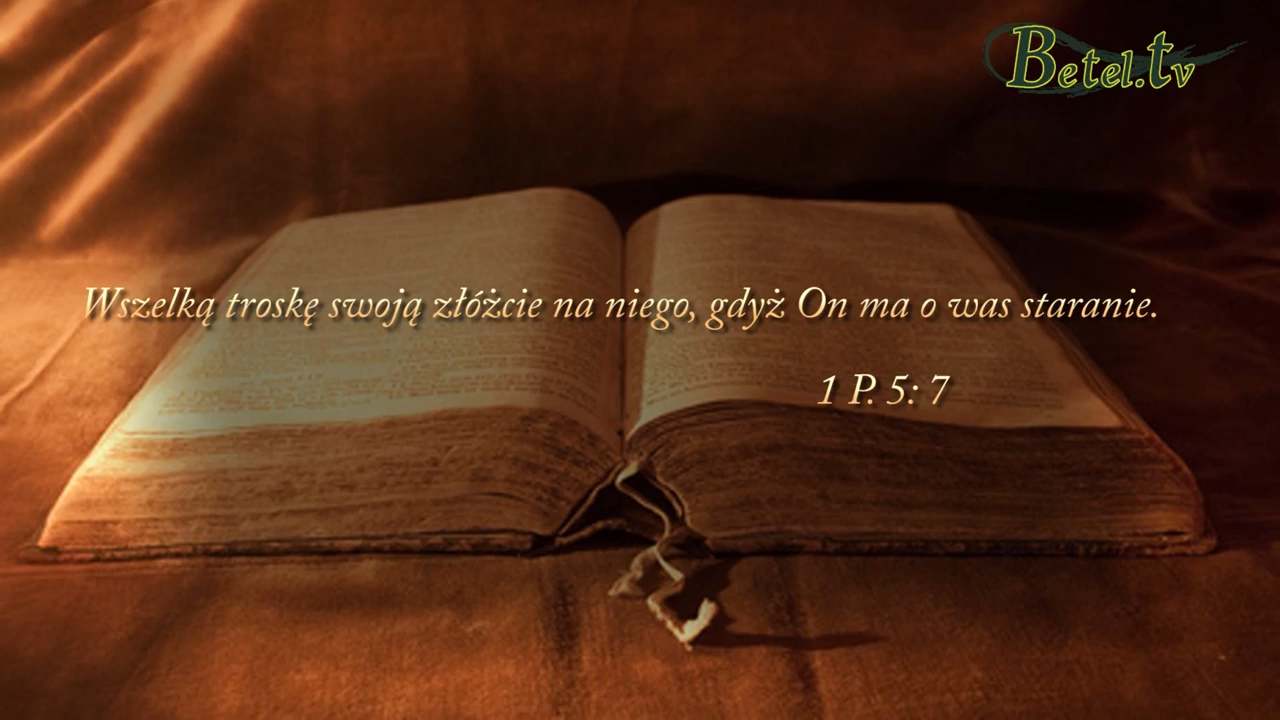 Betel.tv
Wszelką troskę swoją złóżcie na niego, gdyż On ma o was staranie.
1 P. 5: 7